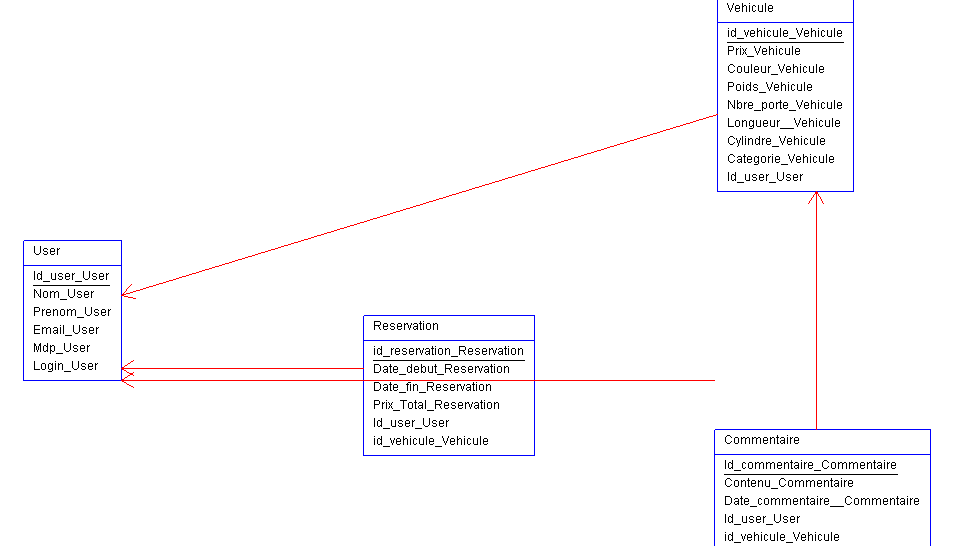 Vehicule
id_vehicule_Vehicule
Prix_Vehicule
Couleur_Vehicule
Poids_Vehicule
Nbre_porte_Vehicule
Longueur__Vehicule
Cylindre_Vehicule
Categorie_Vehicule
Id_user_User
User
Id_user_User
Nom_User
Prenom_User
Email_User
Mdp_User
Login_User
Reservation
id_reservation_Reservation
Date_debut_Reservation
Date_fin_Reservation
Prix_Total_Reservation
Id_user_User
id_vehicule_Vehicule
Commentaire
Id_commentaire_Commentaire
Contenu_Commentaire
Date_commentaire__Commentaire
Id_user_User
id_vehicule_Vehicule